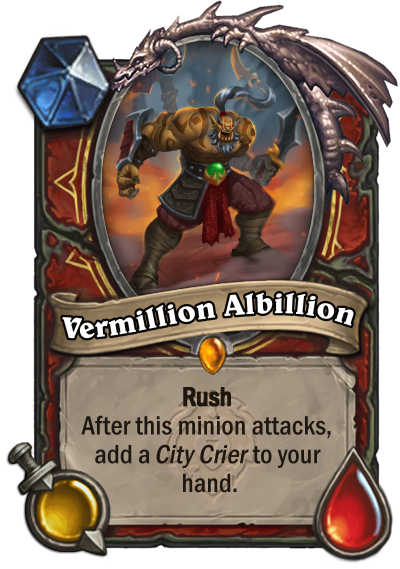 Vermillion Albillion
Rush
After this minion attacks,
add a City Crier to your
hand.